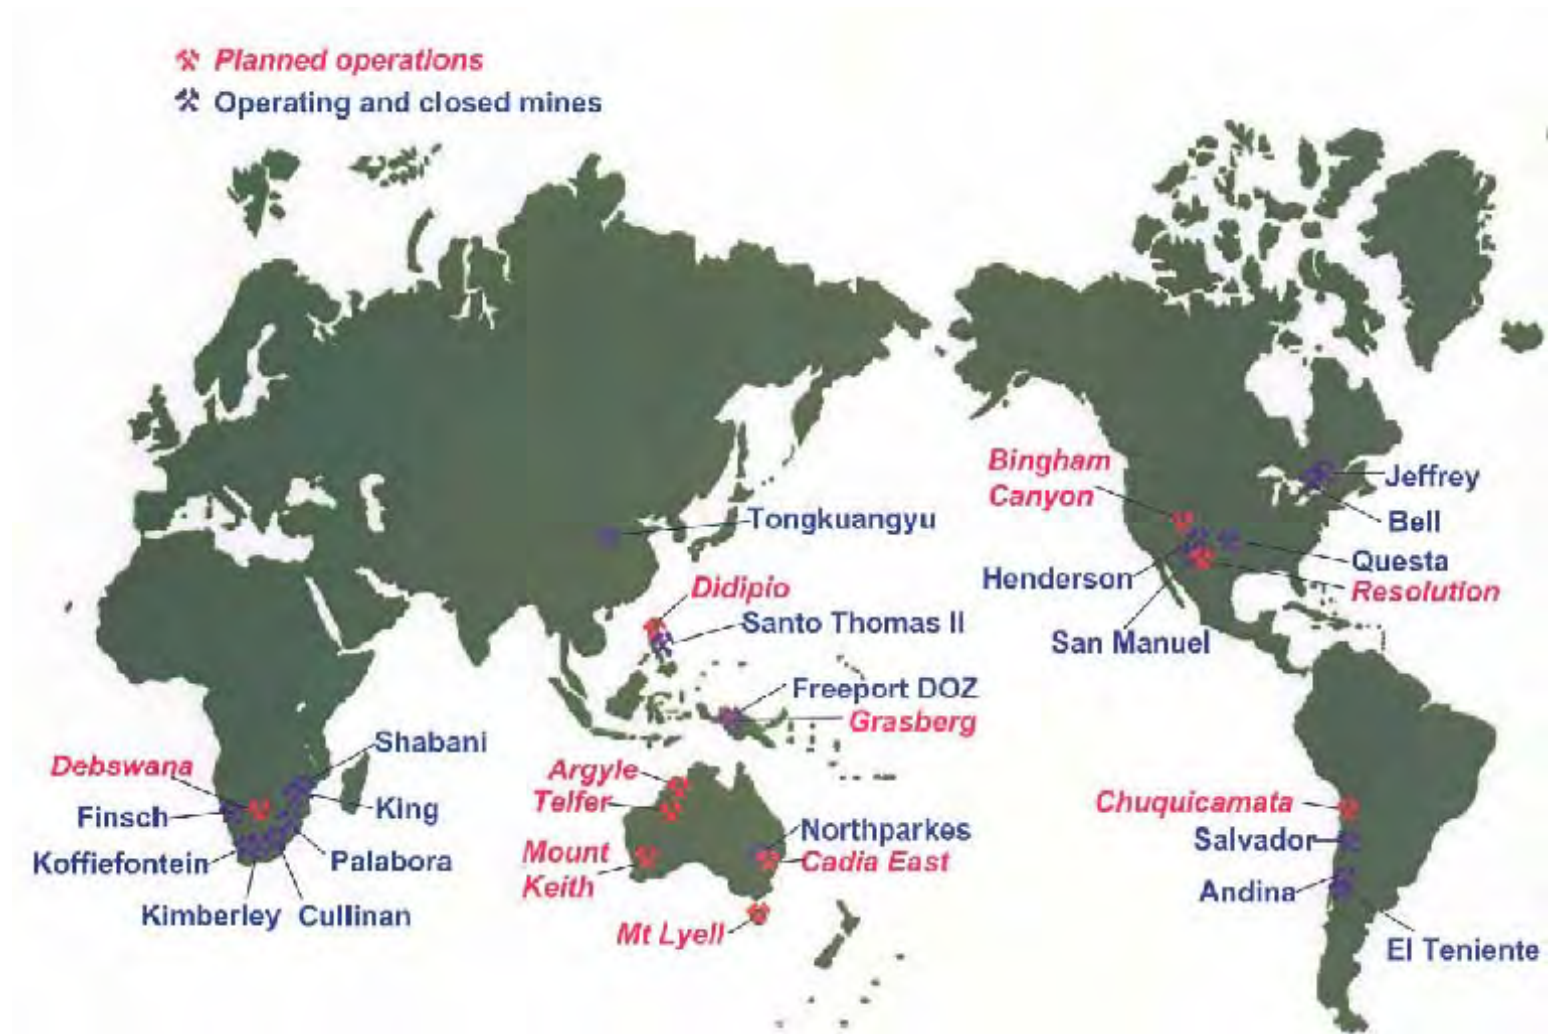 Planned operations
Operating and closed mines
Bingham
Canyon
Jeffrey
Bell
Tongkuangyu
Questa
Henderson
Resolution
Didipio
Santo Thomas II
San Manuel
Freeport DOZ
Grasberg
Shabani
Debswana
Argyle
Telfer
King
Finsch
Chuquicamata
Northparkes
Salvador
Koffiefontein
Palabora
Mount
Keith
Cadia East
Andina
Kimberley
Cullinan
Mt Lyell
El Teniente